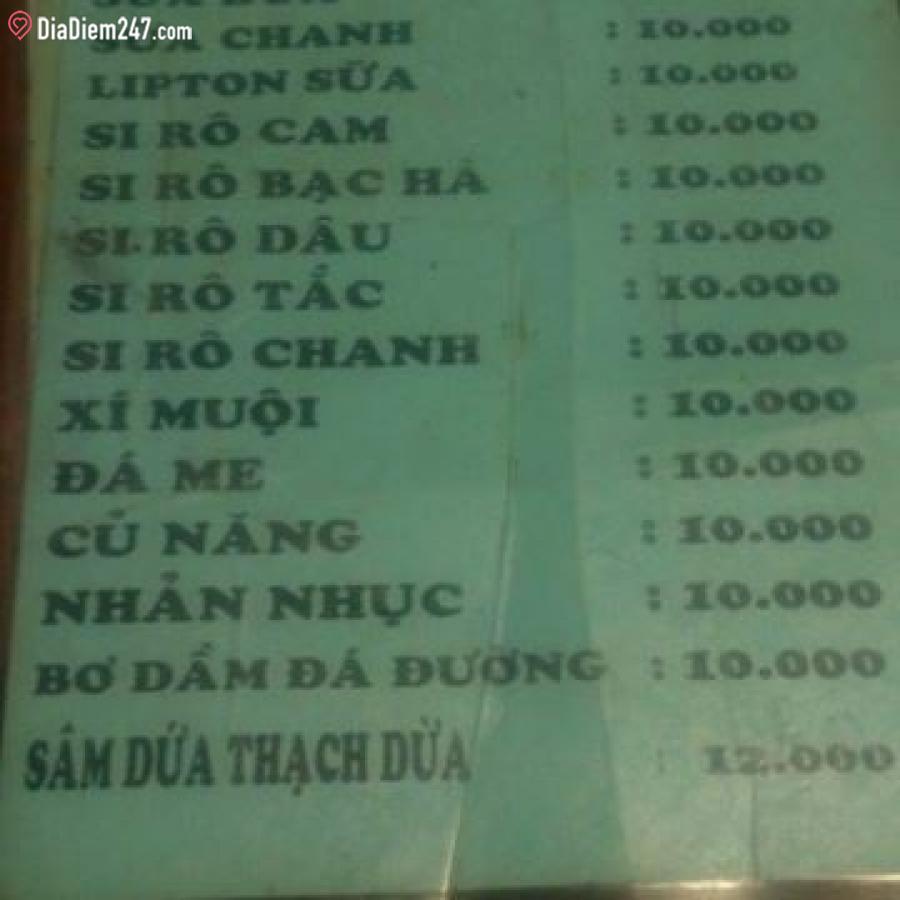 DiaDiem247.com
SỮA CHANH : 10.000
LIPTON SỮA : 10.000
SI RÔ CAM : 10.000
SI RÔ BẠC HÀ : 10.000
SI RÔ DÂU : 10.000
SI RÔ TẮC : 10.000
SI RÔ CHANH : 10.000
XÍ MUỘI : 10.000
ĐÁ ME : 10.000
CỦ NĂNG : 10.000
NHẢN NHỤC : 10.000
BƠ DẦM ĐÁ ĐƯỜNG : 10.000
SÂM DỨA THẠCH DỪA : 12.000